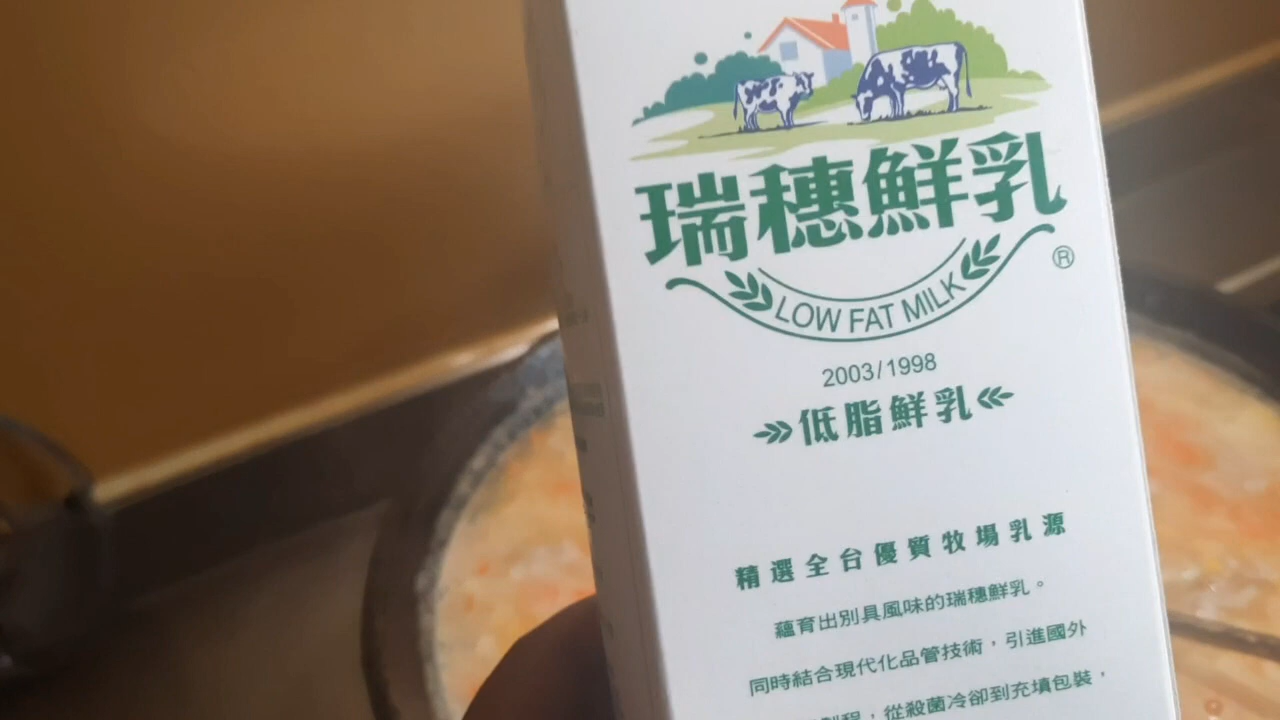 瑞穗鮮乳
®
LOW FAT MILK
2003/1998
低脂鮮乳
精選全台優質牧場乳源
蘊育出別具風味的瑞穗鮮乳。
同時結合現代化品管技術，引進國外
製程，從殺菌冷卻到充填包裝，